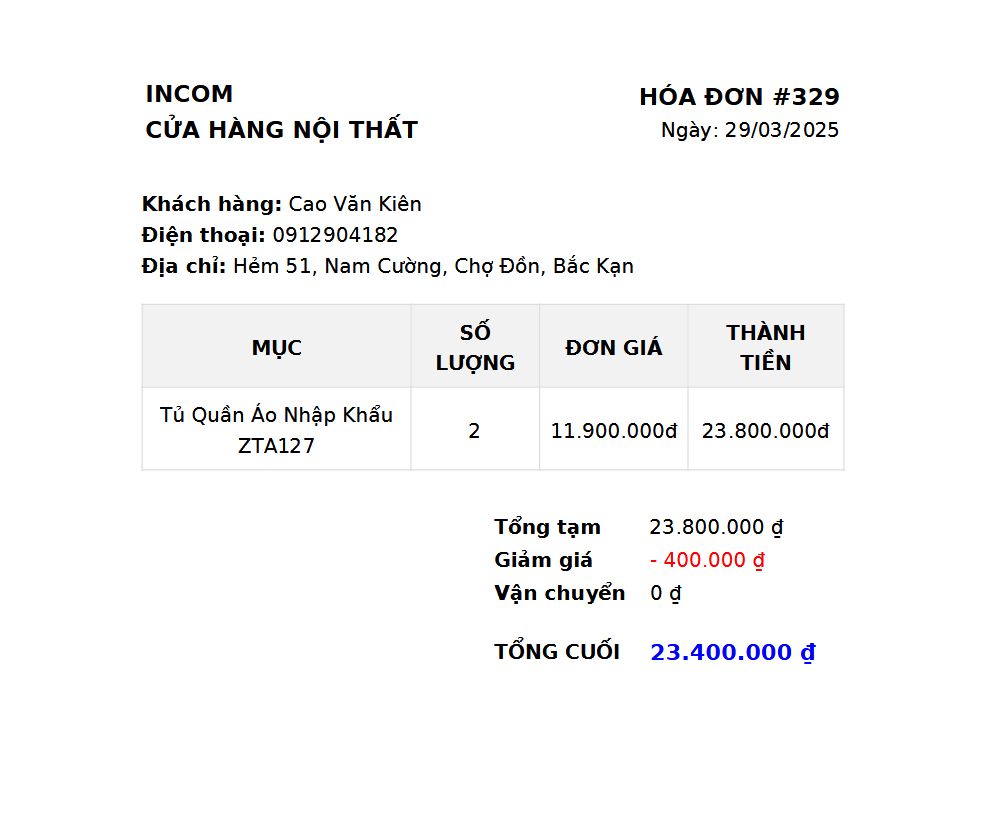 INCOM
CỬA HÀNG NỘI THẤT
HÓA ĐƠN #329
Ngày: 29/03/2025
Khách hàng: Cao Văn Kiên
Điện thoại: 0912904182
Địa chỉ: Hẻm 51, Nam Cường, Chợ Đồn, Bắc Kạn
MỤC
SỐ
LƯỢNG
ĐƠN GIÁ
THÀNH
TIỀN
Tủ Quần Áo Nhập Khẩu
ZTA127
2
11.900.000đ
23.800.000đ
Tổng tạm 23.800.000 ₫
Giảm giá - 400.000 ₫
Vận chuyển 0 ₫
TỔNG CUỐI 23.400.000 ₫